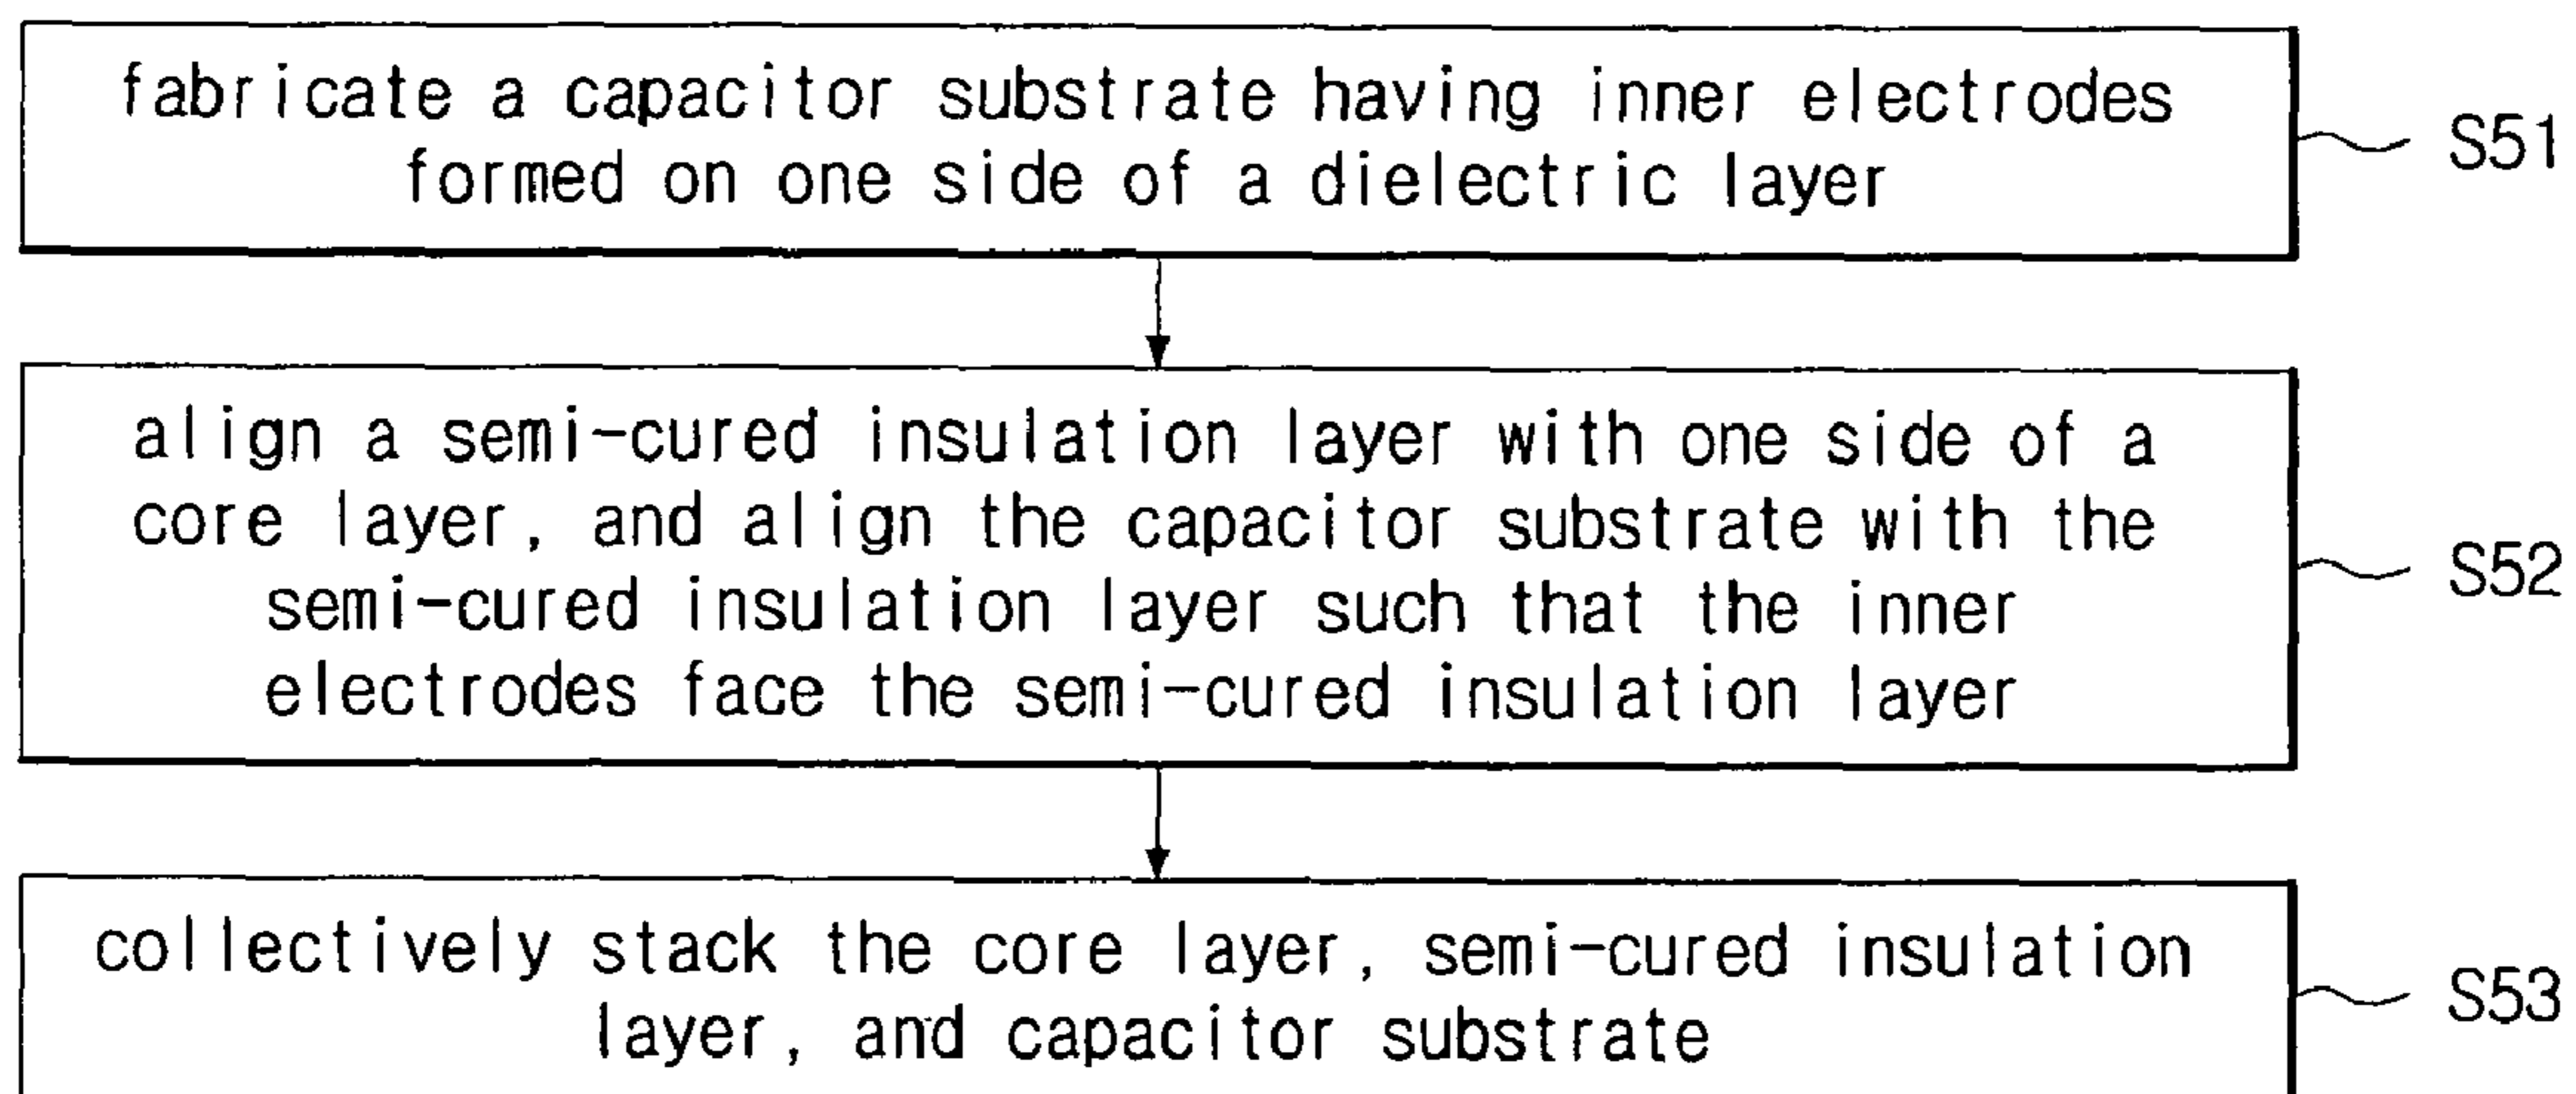 fabricate a capacitor substrate having inner electrodes
formed on one side of a dielectric layer
S51
align a semi-cured insulation layer with one side of a
core layer, and align the capacitor substrate with the
semi-cured insulation layer such that the inner
electrodes face the semi-cured insulation layer
S52
collectively stack the core layer, semi-cured insulation
layer, and capacitor substrate
S53